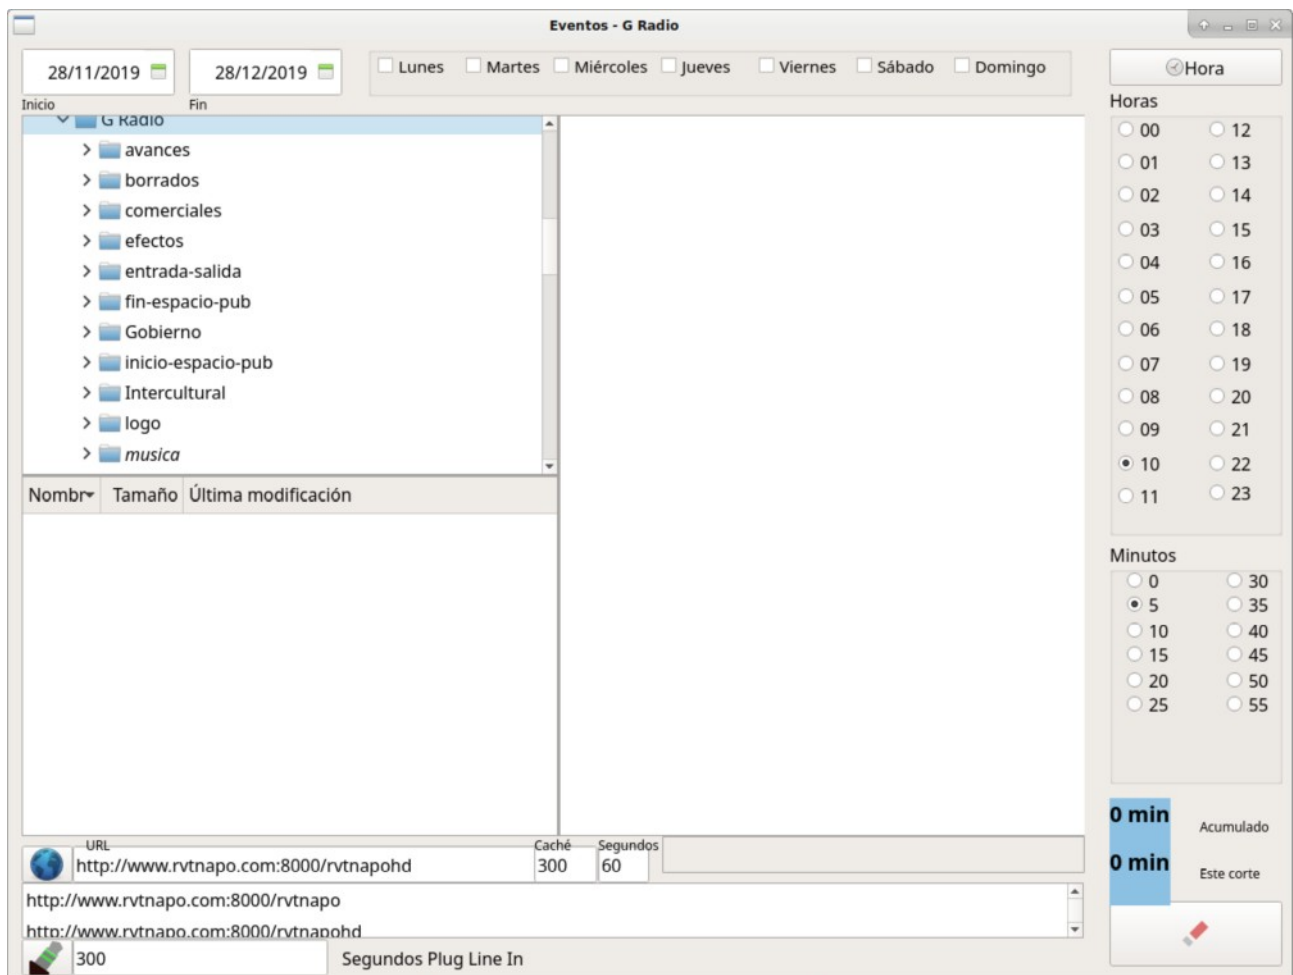 Eventos - G Radio
28/11/2019
28/12/2019
Lunes Martes Miércoles Jueves Viernes Sábado Domingo
Hora
Inicio
Fin
Horas
G Radio
avances
borrados
comerciales
efectos
entrada-salida
fin-espacio-pub
Gobierno
inicio-espacio-pub
Intercultural
logo
musica
Nombr Tamaño Última modificación
00 12
01 13
02 14
03 15
04 16
05 17
06 18
07 19
08 20
09 21
10 22
11 23
Minutos
0 30
5 35
10 40
15 45
20 50
25 55
0 min Acumulado
0 min Este corte
URL Caché Segundos
http://www.rvtnapo.com:8000/rvtnapohd 300 60
http://www.rvtnapo.com:8000/rvtnapo
http://www.rvtnapo.com:8000/rvtnapohd
300 Segundos Plug Line In